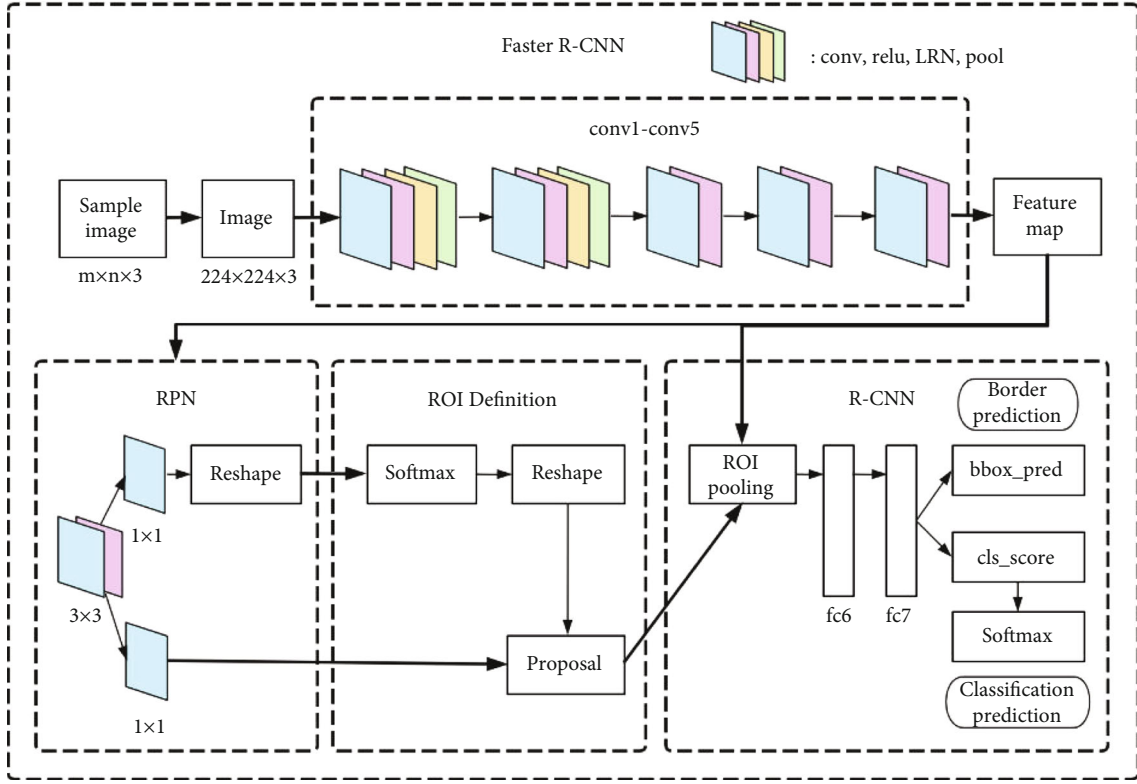 Faster R-CNN
: conv, relu, LRN, pool
conv1-conv5
Sample
image
m×n×3
Image
224×224×3
Feature
map
RPN
1×1
Reshape
3×3
1×1
ROI Definition
Softmax
Reshape
Proposal
R-CNN
Border
prediction
ROI
pooling
fc6
fc7
bbox_pred
cls_score
Softmax
Classification
prediction